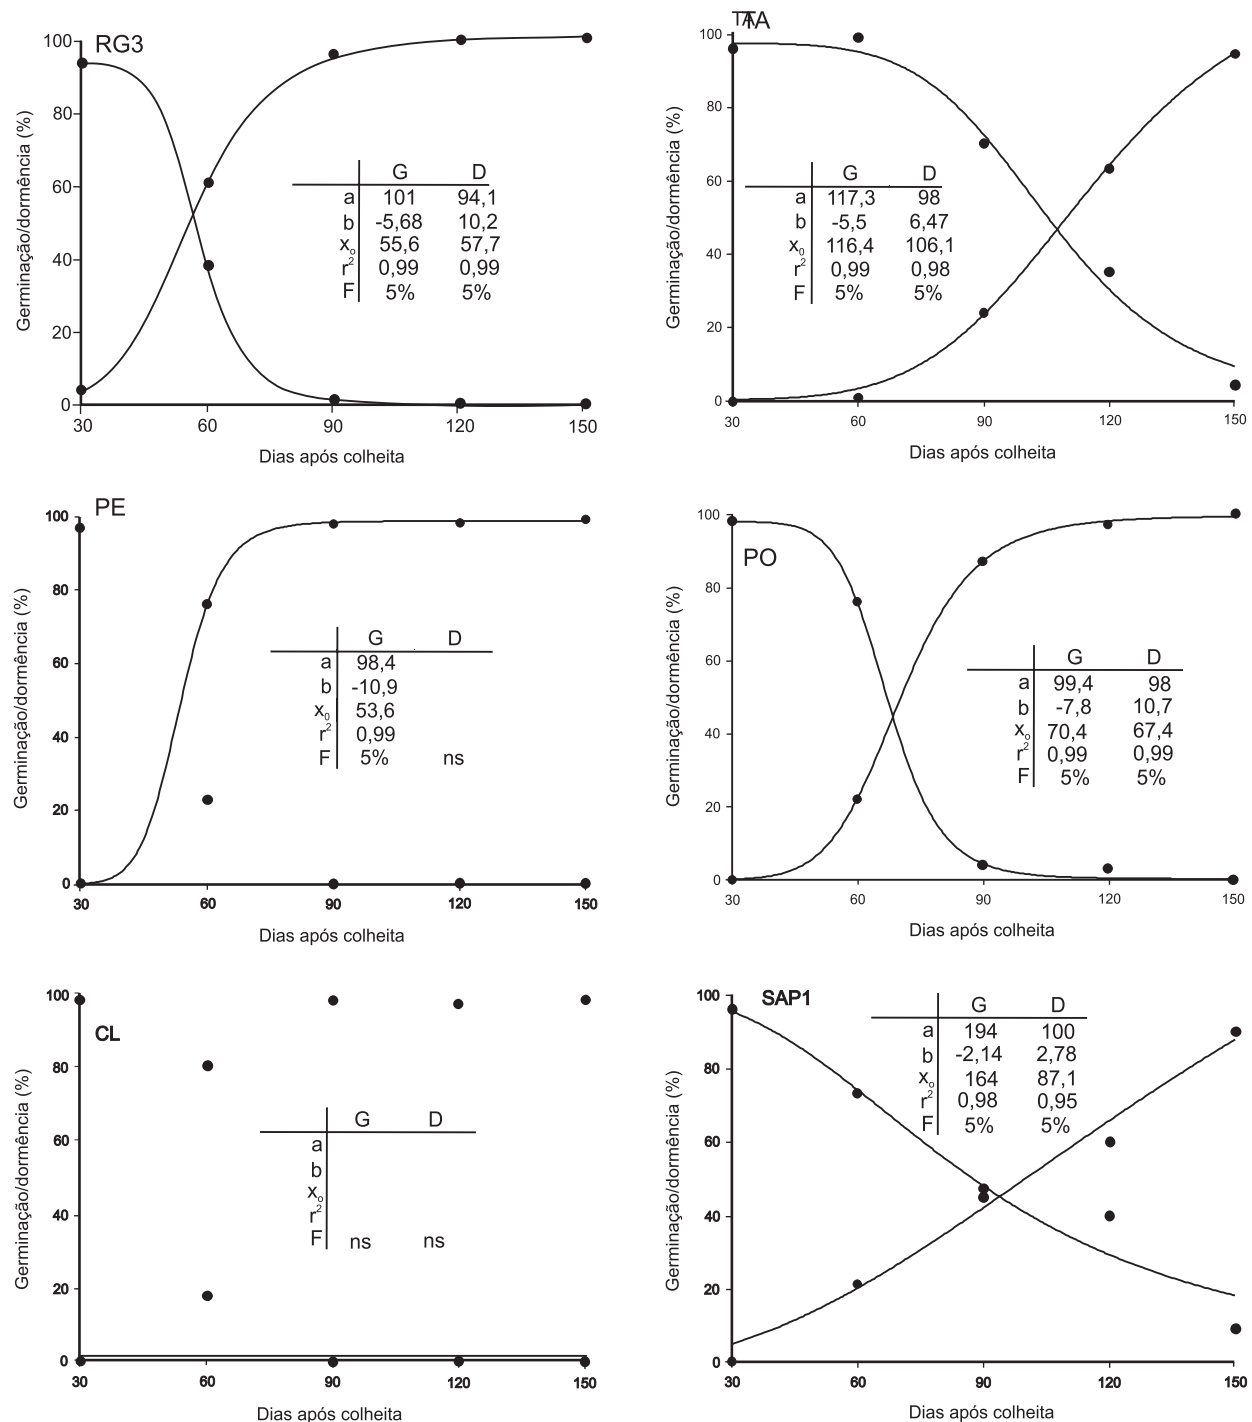 RG3
Germinação/dormência (%)
100
80
60
40
20
0
G D
a 101 94,1
b -5,68 10,2
x₀ 55,6 57,7
r² 0,99 0,99
F 5% 5%
30 60 90 120 150
Dias após colheita
TA TA
Germinação/dormência (%)
100
80
60
40
20
0
G D
a 117,3 98
b -5,5 6,47
x₀ 116,4 106,1
r² 0,99 0,98
F 5% 5%
30 60 90 120 150
Dias após colheita
PE
Germinação/dormência (%)
100
80
60
40
20
0
G D
a 98,4
b -10,9
x₀ 53,6
r² 0,99
F 5% ns
30 60 90 120 150
Dias após colheita
PO
Germinação/dormência (%)
100
80
60
40
20
0
G D
a 99,4 98
b -7,8 10,7
x₀ 70,4 67,4
r² 0,99 0,99
F 5% 5%
30 60 90 120 150
Dias após colheita
CL
Germinação/dormência (%)
100
80
60
40
20
0
G D
a
b
x₀
r²
F ns ns
30 60 90 120 150
Dias após colheita
SAP1
Germinação/dormência (%)
100
80
60
40
20
0
G D
a 194 100
b -2,14 2,78
x₀ 164 87,1
r² 0,98 0,95
F 5% 5%
30 60 90 120 150
Dias após colheita